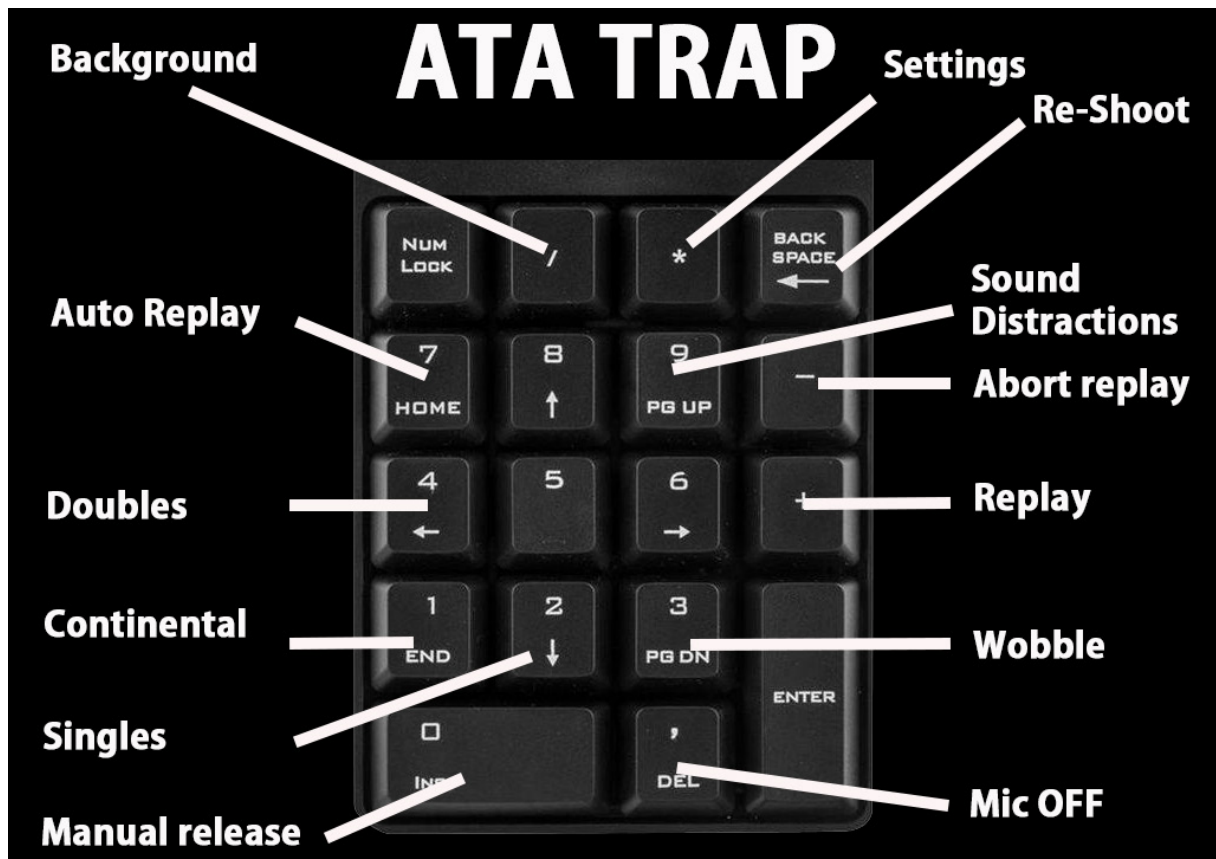 ATA TRAP
Background
Settings
Re-Shoot
NUM
LOCK
/
*
BACK
SPACE
←
Auto Replay
Sound
Distractions
7
HOME
8
↑
9
PG UP
-
Abort replay
Doubles
4
←
5
6
→
+
Replay
Continental
1
END
2
↓
3
PG DN
Wobble
ENTER
Singles
0
INS
,
DEL
Mic OFF
Manual release